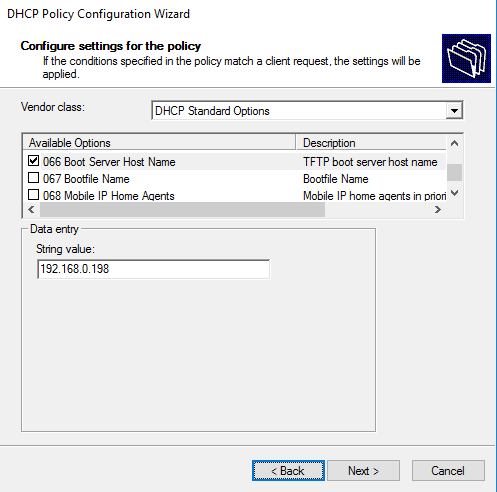 DHCP Policy Configuration Wizard
Configure settings for the policy
If the conditions specified in the policy match a client request, the settings will be
applied.
Vendor class: DHCP Standard Options
Available Options Description
066 Boot Server Host Name TFTP boot server host name
067 Bootfile Name Bootfile Name
068 Mobile IP Home Agents Mobile IP home agents in priori
Data entry
String value:
192.168.0.198
< Back Next > Cancel